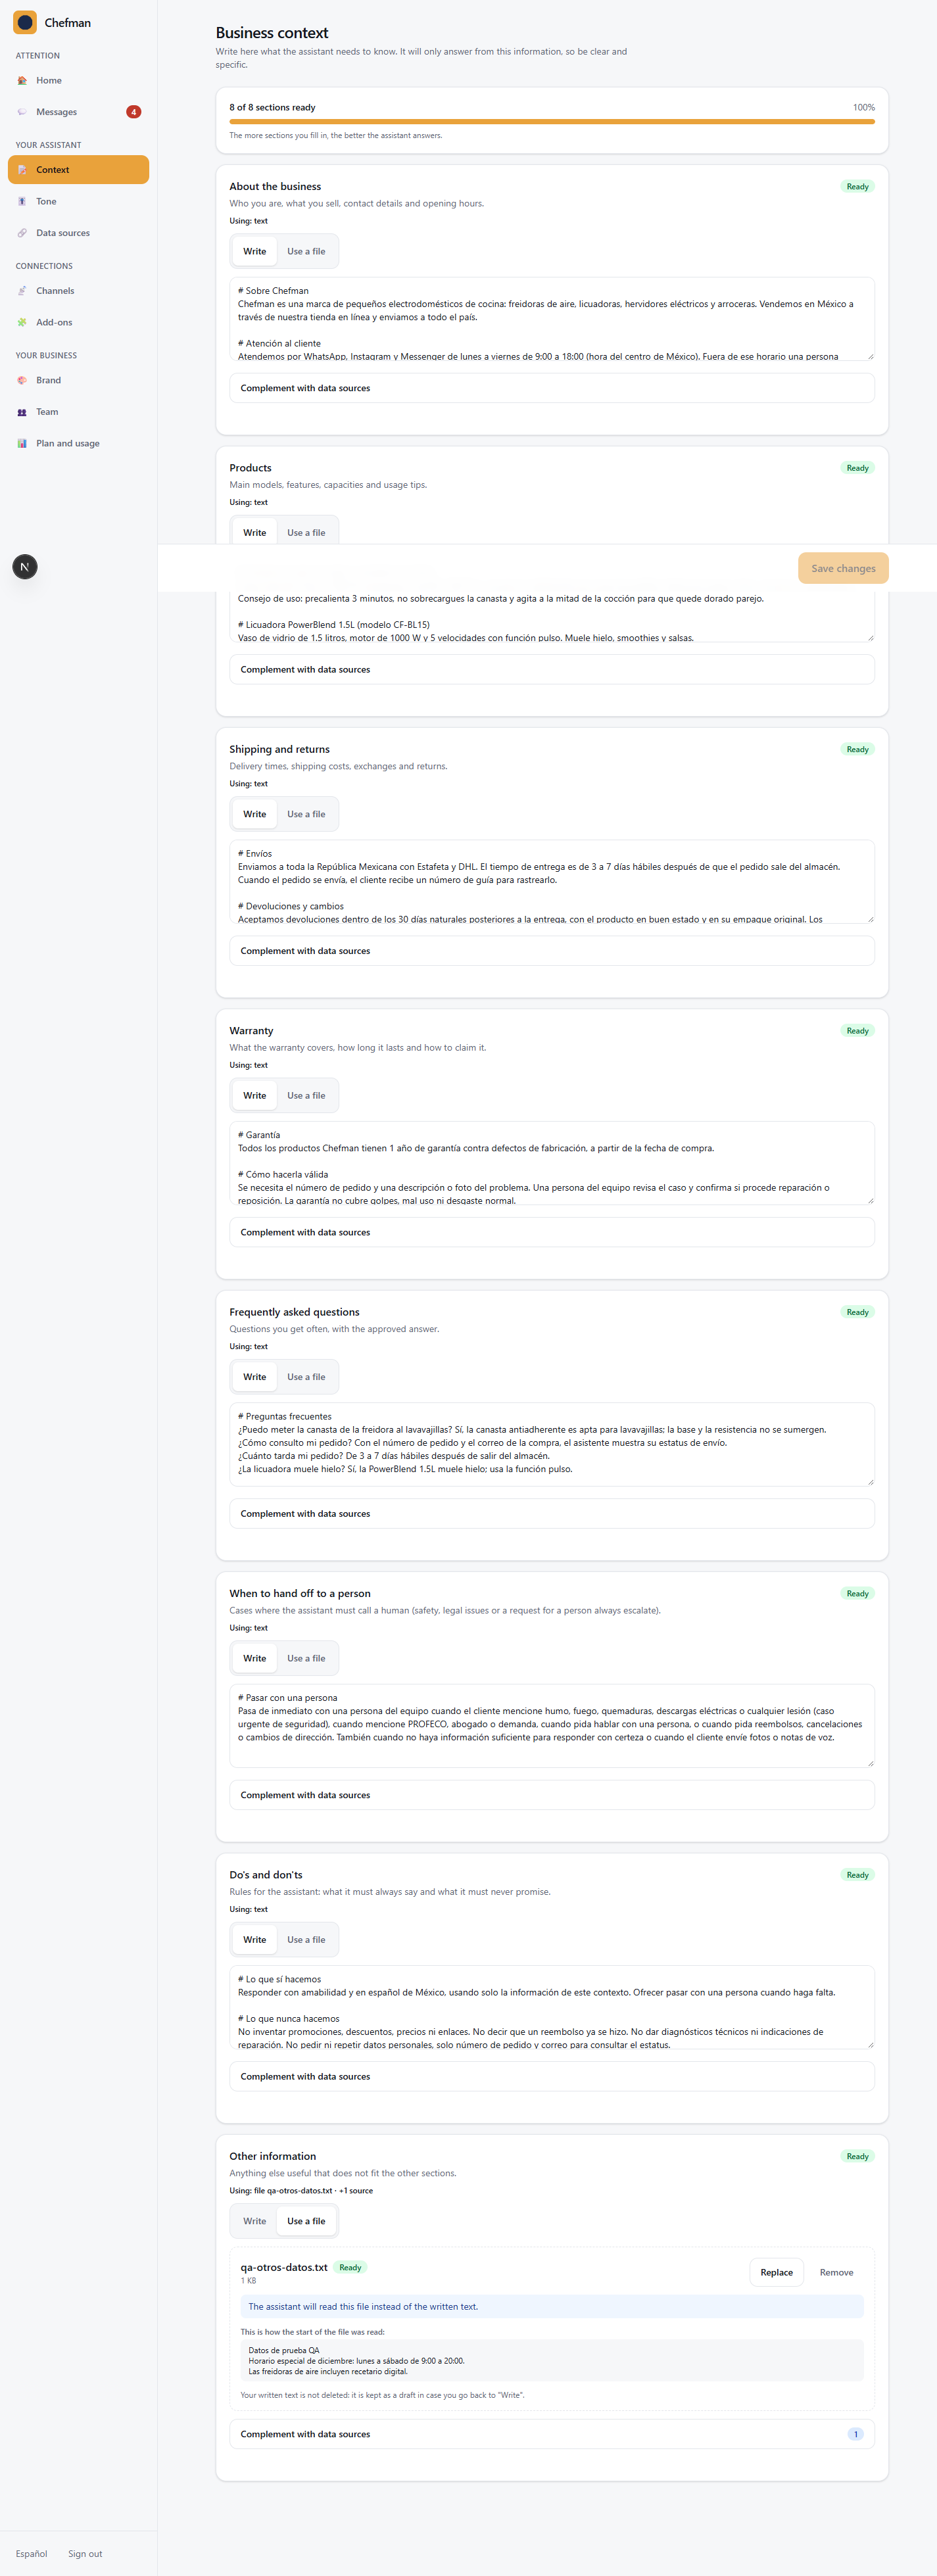 Chefman
ATTENTION
Home
Messages
4
YOUR ASSISTANT
Context
Tone
Data sources
CONNECTIONS
Channels
Add-ons
YOUR BUSINESS
Brand
Team
Plan and usage
N
Business context
Write here what the assistant needs to know. It will only answer from this information, so be clear and
specific.
8 of 8 sections ready
100%
The more sections you fill in, the better the assistant answers.
About the business
Ready
Who you are, what you sell, contact details and opening hours.
Using: text
Write
Use a file
# Sobre Chefman
Chefman es una marca de pequeños electrodomésticos de cocina: freidoras de aire, licuadoras, hervidores eléctricos y arroceras. Vendemos en México a
través de nuestra tienda en línea y enviamos a todo el país.
# Atención al cliente
Atendemos por WhatsApp, Instagram y Messenger de lunes a viernes de 9:00 a 18:00 (hora del centro de México). Fuera de ese horario una persona
Complement with data sources
Products
Ready
Main models, features, capacities and usage tips.
Using: text
Write
Use a file
Save changes
Consejo de uso: precalienta 3 minutos, no sobrecargues la canasta y agita a la mitad de la cocción para que quede dorado parejo.
# Licuadora PowerBlend 1.5L (modelo CF-BL15)
Vaso de vidrio de 1.5 litros, motor de 1000 W y 5 velocidades con función pulso. Muele hielo, smoothies y salsas.
Complement with data sources
Shipping and returns
Ready
Delivery times, shipping costs, exchanges and returns.
Using: text
Write
Use a file
# Envíos
Enviamos a toda la República Mexicana con Estafeta y DHL. El tiempo de entrega es de 3 a 7 días hábiles después de que el pedido sale del almacén.
Cuando el pedido se envía, el cliente recibe un número de guía para rastrearlo.
# Devoluciones y cambios
Aceptamos devoluciones dentro de los 30 días naturales posteriores a la entrega, con el producto en buen estado y en su empaque original. Los
Complement with data sources
Warranty
Ready
What the warranty covers, how long it lasts and how to claim it.
Using: text
Write
Use a file
# Garantía
Todos los productos Chefman tienen 1 año de garantía contra defectos de fabricación, a partir de la fecha de compra.
# Cómo hacerla válida
Se necesita el número de pedido y una descripción o foto del problema. Una persona del equipo revisa el caso y confirma si procede reparación o
reposición. La garantía no cubre golpes, mal uso ni desgaste normal.
Complement with data sources
Frequently asked questions
Ready
Questions you get often, with the approved answer.
Using: text
Write
Use a file
# Preguntas frecuentes
¿Puedo meter la canasta de la freidora al lavavajillas? Sí, la canasta antiadherente es apta para lavavajillas; la base y la resistencia no se sumergen.
¿Cómo consulto mi pedido? Con el número de pedido y el correo de la compra, el asistente muestra su estatus de envío.
¿Cuánto tarda mi pedido? De 3 a 7 días hábiles después de salir del almacén.
¿La licuadora muele hielo? Sí, la PowerBlend 1.5L muele hielo; usa la función pulso.
Complement with data sources
When to hand off to a person
Ready
Cases where the assistant must call a human (safety, legal issues or a request for a person always escalate).
Using: text
Write
Use a file
# Pasar con una persona
Pasa de inmediato con una persona del equipo cuando el cliente mencione humo, fuego, quemaduras, descargas eléctricas o cualquier lesión (caso
urgente de seguridad), cuando mencione PROFECO, abogado o demanda, cuando pida hablar con una persona, o cuando pida reembolsos, cancelaciones
o cambios de dirección. También cuando no haya información suficiente para responder con certeza o cuando el cliente envíe fotos o notas de voz.
Complement with data sources
Do's and don'ts
Ready
Rules for the assistant: what it must always say and what it must never promise.
Using: text
Write
Use a file
# Lo que sí hacemos
Responder con amabilidad y en español de México, usando solo la información de este contexto. Ofrecer pasar con una persona cuando haga falta.
# Lo que nunca hacemos
No inventar promociones, descuentos, precios ni enlaces. No decir que un reembolso ya se hizo. No dar diagnósticos técnicos ni indicaciones de
reparación. No pedir ni repetir datos personales, solo número de pedido y correo para consultar el estatus.
Complement with data sources
Other information
Ready
Anything else useful that does not fit the other sections.
Using: file qa-otros-datos.txt · +1 source
Write
Use a file
qa-otros-datos.txt
Ready
1 KB
Replace
Remove
The assistant will read this file instead of the written text.
This is how the start of the file was read:
Datos de prueba QA
Horario especial de diciembre: lunes a sábado de 9:00 a 20:00.
Las freidoras de aire incluyen recetario digital.
Your written text is not deleted: it is kept as a draft in case you go back to "Write".
Complement with data sources
1
Español
Sign out